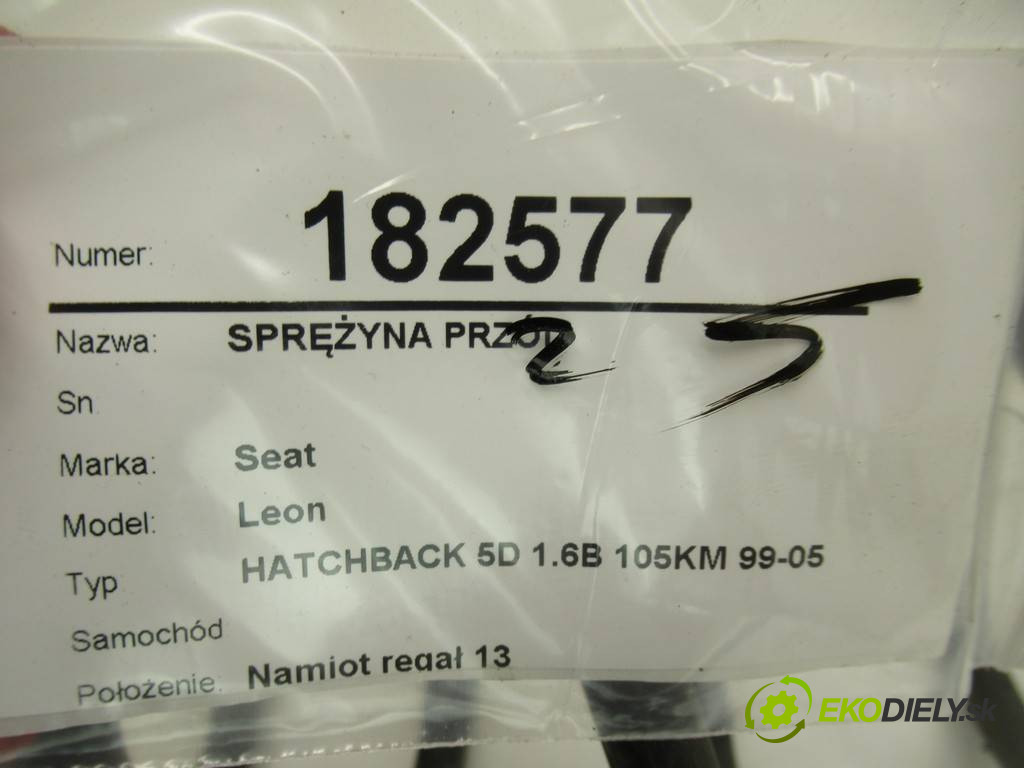 Numer: 182577
Nazwa: SPRĘŻYNA
2 5
Sn
Marka: Seat
Model: Leon
Typ HATCHBACK 5D 1.6B 105KM 99-05
Samochód
Położenie: Namiot regał 13
EKODIELY.sk